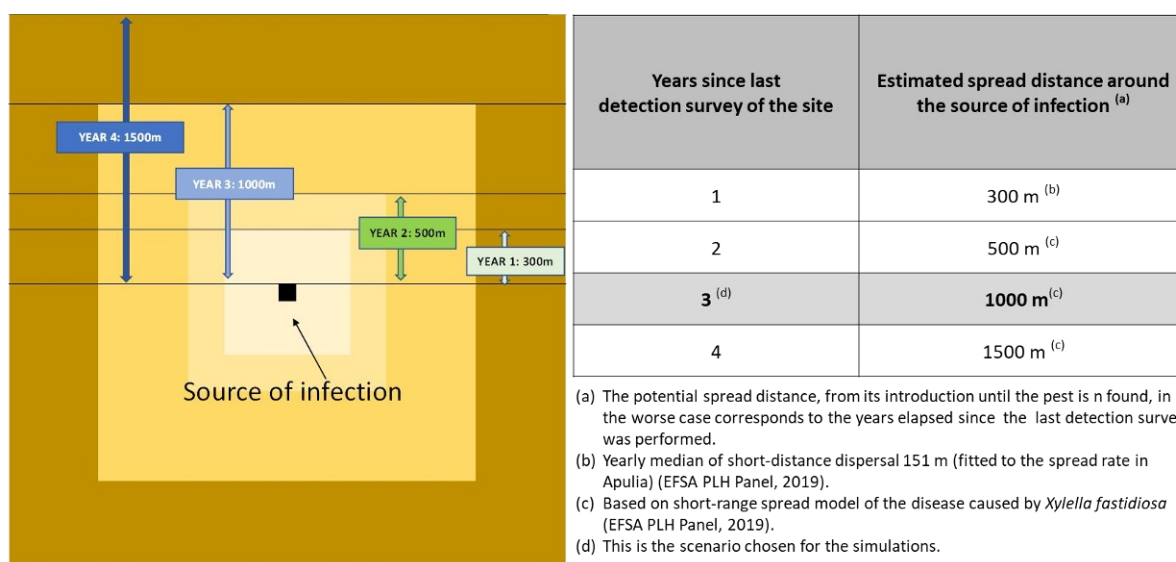 YEAR 4: 1500m
YEAR 3: 1000m
YEAR 2: 500m
YEAR 1: 300m
Source of infection
Years since last
detection survey of the site
Estimated spread distance around
the source of infection (a)
1
300 m (b)
2
500 m (c)
3 (d)
1000 m(c)
4
1500 m (c)
(a) The potential spread distance, from its introduction until the pest is n found, in
the worse case corresponds to the years elapsed since the last detection surve
was performed.
(b) Yearly median of short-distance dispersal 151 m (fitted to the spread rate in
Apulia) (EFSA PLH Panel, 2019).
(c) Based on short-range spread model of the disease caused by Xylella fastidiosa
(EFSA PLH Panel, 2019).
(d) This is the scenario chosen for the simulations.